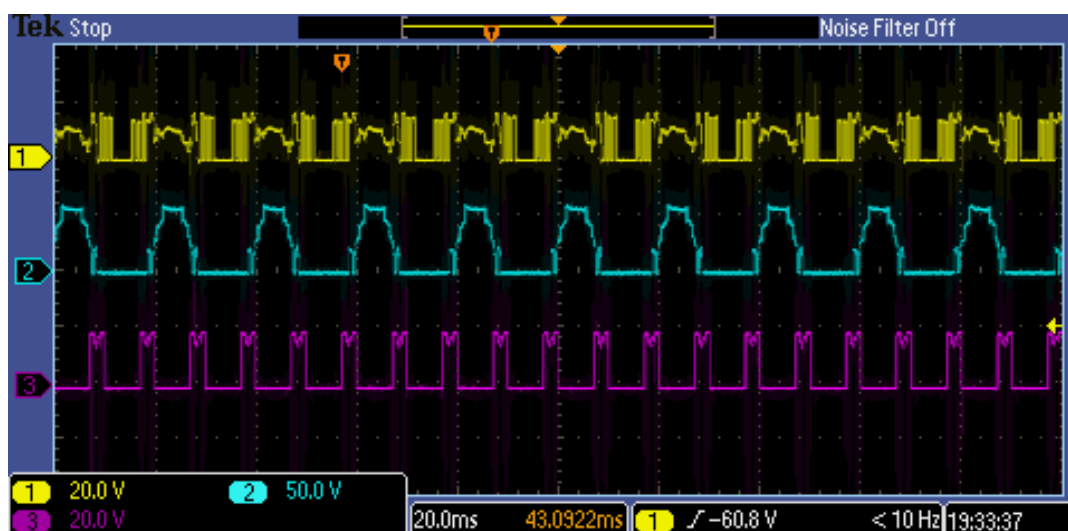 Tek Stop Noise Filter Off
T
T
1
2
3
1 20.0 V 2 50.0 V
3 20.0 V 20.0ms 43.0922ms 1 -60.8 V < 10 Hz 19:33:37